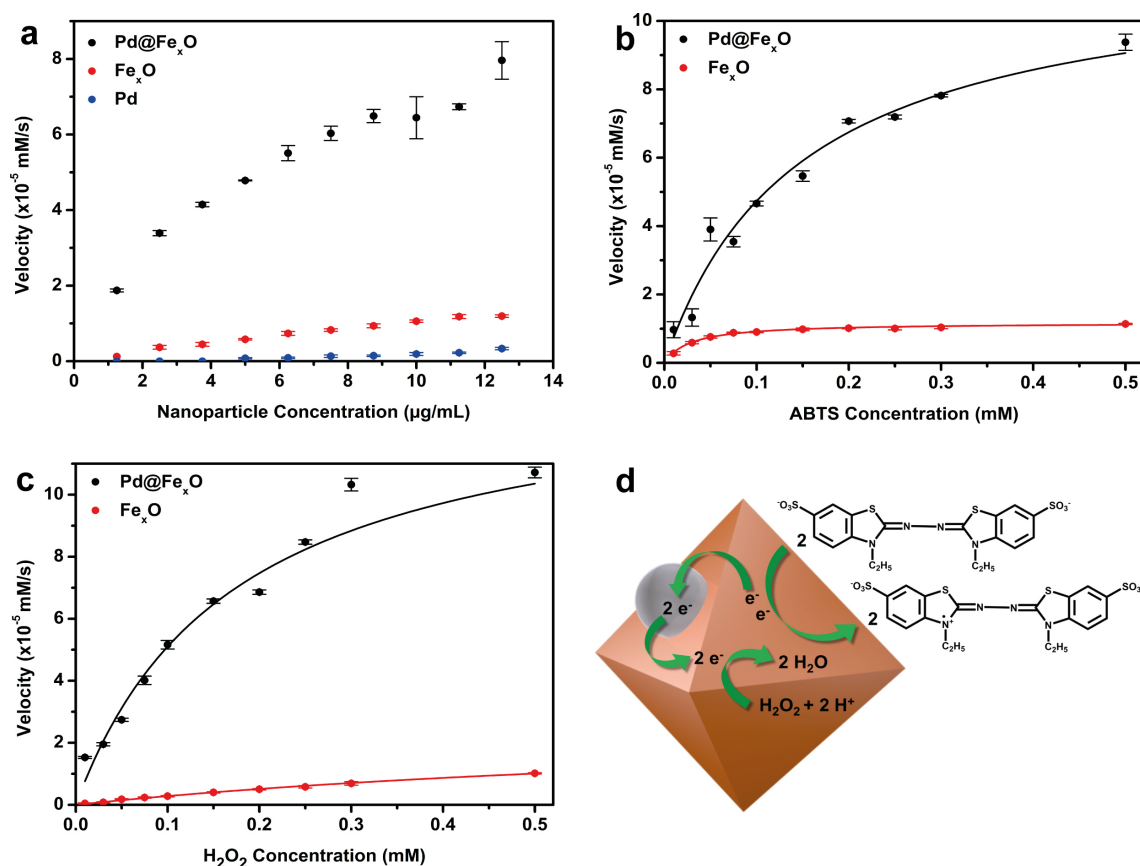 a
Pd@FeₓO
FeₓO
Pd
Velocity (x10⁻⁵ mM/s)
8
6
4
2
0
0 2 4 6 8 10 12 14
Nanoparticle Concentration (µg/mL)
b
Pd@FeₓO
FeₓO
Velocity (x10⁻⁵ mM/s)
10
8
6
4
2
0
0.0 0.1 0.2 0.3 0.4 0.5
ABTS Concentration (mM)
c
Pd@FeₓO
FeₓO
Velocity (x10⁻⁵ mM/s)
10
8
6
4
2
0
0.0 0.1 0.2 0.3 0.4 0.5
H₂O₂ Concentration (mM)
d
2 e⁻
e⁻
e⁻
2 e⁻
2 H₂O
H₂O₂ + 2 H⁺
2
⁻O₃S
S
N
C₂H₅
N
N
S
N
C₂H₅
SO₃⁻
2
⁻O₃S
S
N⁺
C₂H₅
N
N
S
N
C₂H₅
SO₃⁻